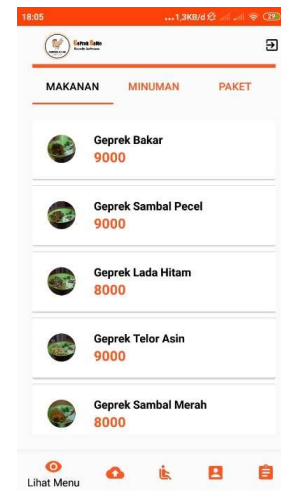 18:05
...1,3KB/d
29
MAKANAN MINUMAN PAKET
Geprek Bakar
9000
Geprek Sambal Pecel
9000
Geprek Lada Hitam
8000
Geprek Telor Asin
9000
Geprek Sambal Merah
8000
Lihat Menu